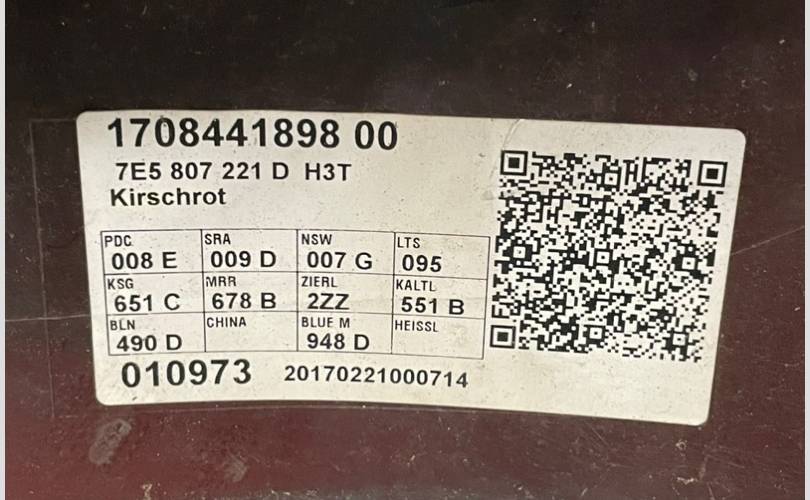 1708441898 00
7E5 807 221 D H3T
Kirschrot
PDC SRA NSW LTS
008 E 009 D 007 G 095
KSG MRR ZIERL KALTL
651 C 678 B 2ZZ 551 B
BLN CHINA BLUE M HEISSL
490 D 948 D
010973 20170221000714